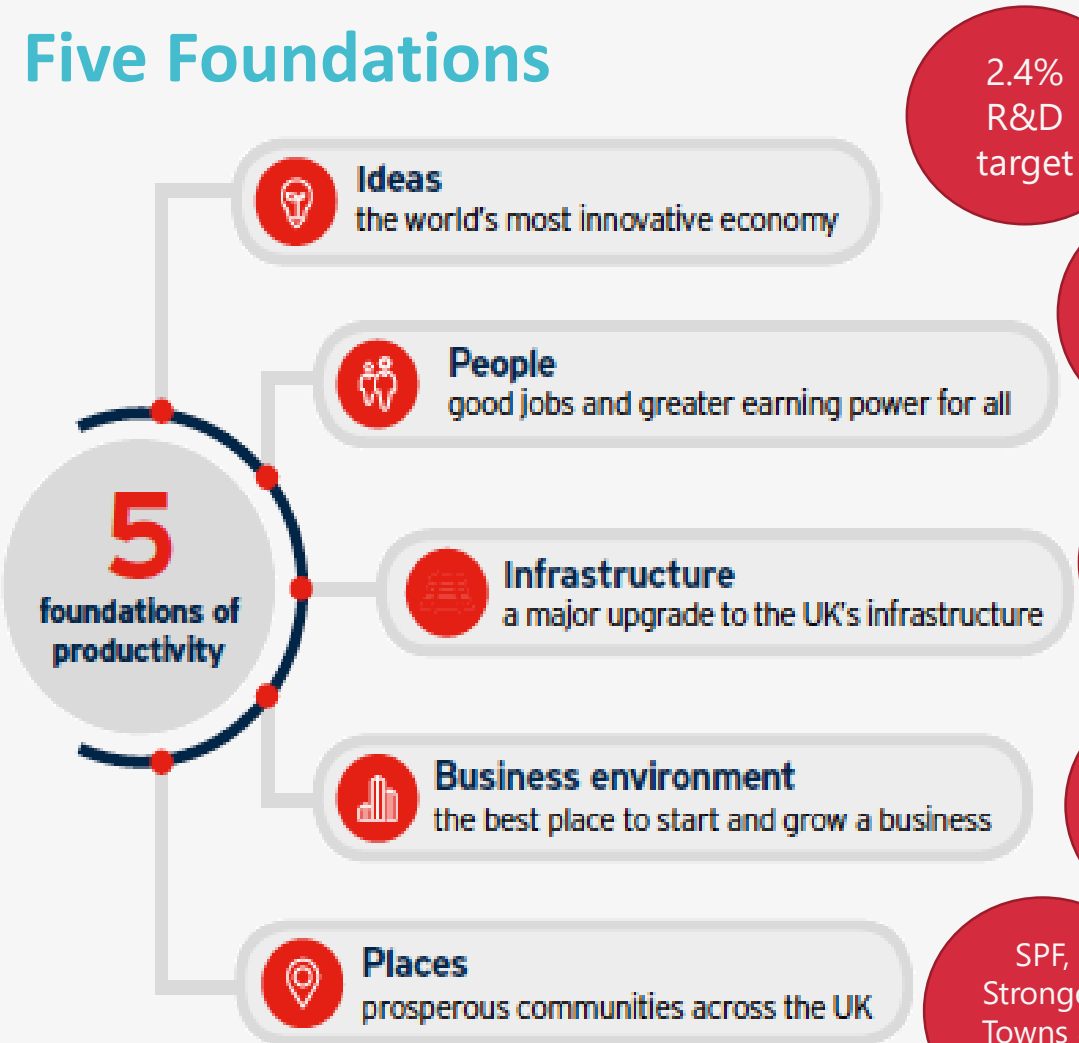 Five Foundations
2.4%
R&D
target
Ideas
the world's most innovative economy
People
good jobs and greater earning power for all
5
foundations of
productivity
Infrastructure
a major upgrade to the UK's infrastructure
Business environment
the best place to start and grow a business
Places
prosperous communities across the UK
SPF,
Stronge
Towns